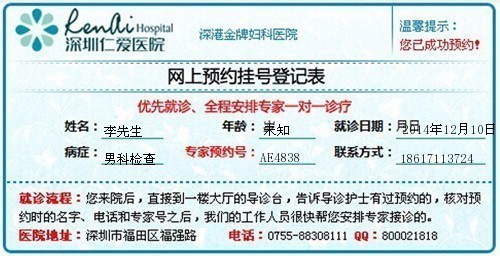 RenAi Hospital
深圳仁爱医院
深港金牌妇科医院
温馨提示：
您已成功预约！
网上预约挂号登记表
优先就诊、全程安排专家一对一诊疗
姓名：李先生 年龄：未知 就诊日期：2014年12月10日
病症：男科检查 专家预约号：AE4838 联系方式：18617113724
就诊流程：您来院后，直接到一楼大厅的导诊台，告诉导诊护士有过预约的，核对预
约时的名字、电话和专家号之后，我们的工作人员很快帮您安排专家接诊的。
医院地址：深圳市福田区福强路 电话：0755-88308111 QQ：800021818